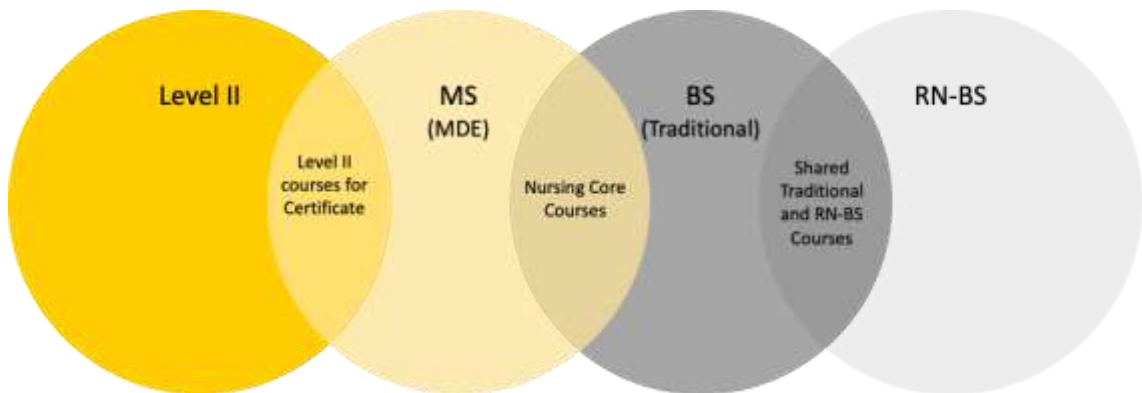 Level II
MS
(MDE)
BS
(Traditional)
RN-BS
Level II
courses for
Certificate
Nursing Core
Courses
Shared
Traditional
and RN-BS
Courses